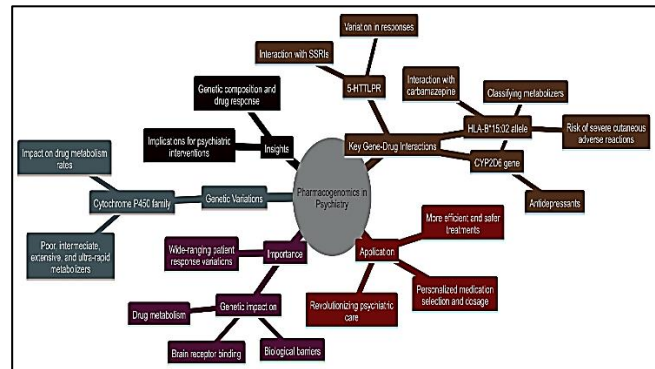 Variation in responses
Interaction with SSRIs
5-HTTLPR
Interaction with
carbamazepine
Classifying metabolizers
HLA-B*15:02 allele
Risk of severe cutaneous
adverse reactions
Key Gene-Drug Interactions
CYP2D6 gene
Antidepressants
Genetic composition and
drug response
Implications for psychiatric
interventions
Insights
Pharmacogenomics in
Psychiatry
Impact on drug metabolism
rates
Cytochrome P450 family
Genetic Variations
Poor, intermediate,
extensive, and ultra-rapid
metabolizers
Importance
Wide-ranging patient
response variations
Genetic impaction
Drug metabolism
Brain receptor binding
Biological barriers
Application
More efficient and safer
treatments
Personalized medication
selection and dosage
Revolutionizing psychiatric
care